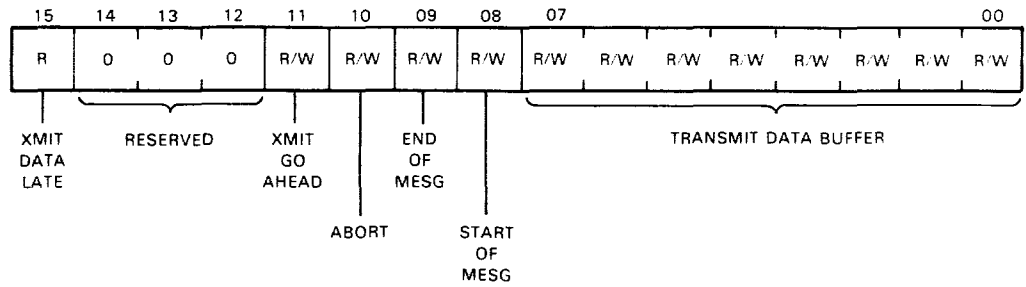 15 14 13 12 11 10 09 08 07 00
R 0 0 0 R/W R/W R/W R/W R/W R/W R/W R/W R/W R/W R/W R/W
XMIT DATA LATE
RESERVED
XMIT GO AHEAD
END OF MESG
TRANSMIT DATA BUFFER
ABORT
START OF MESG